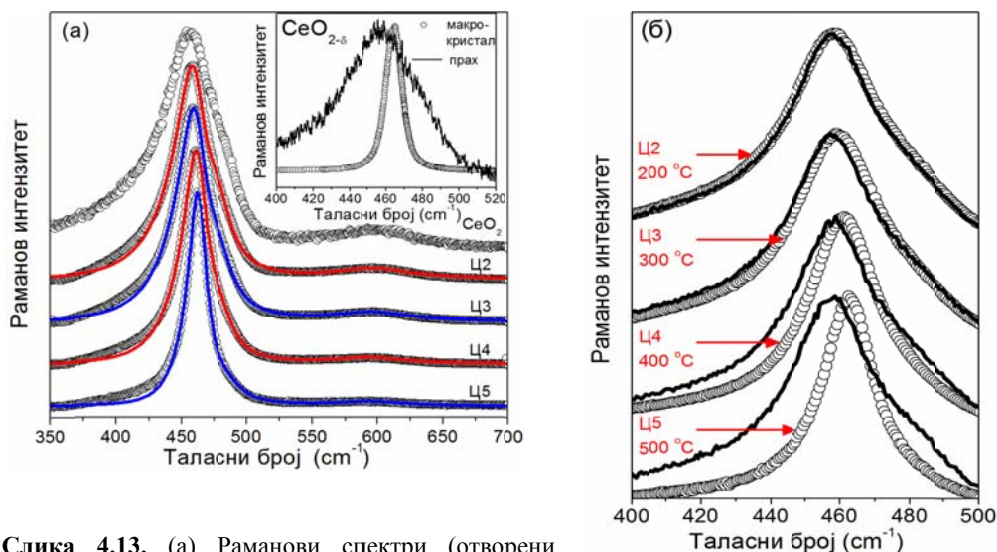 (а)
CeO2-δ
макро-
кристал
прах
Раманов интензитет
400 420 440 460 480 500 520
Таласни број (cm-1)
CeO2
Ц2
Ц3
Ц4
Ц5
Раманов интензитет
350 400 450 500 550 600 650 700
Таласни број (cm-1)
(б)
Ц2
200 °C
Ц3
300 °C
Ц4
400 °C
Ц5
500 °C
Раманов интензитет
400 420 440 460 480 500
Таласни број (cm-1)
Слика 4.13. (а) Раманови спектри (отворени